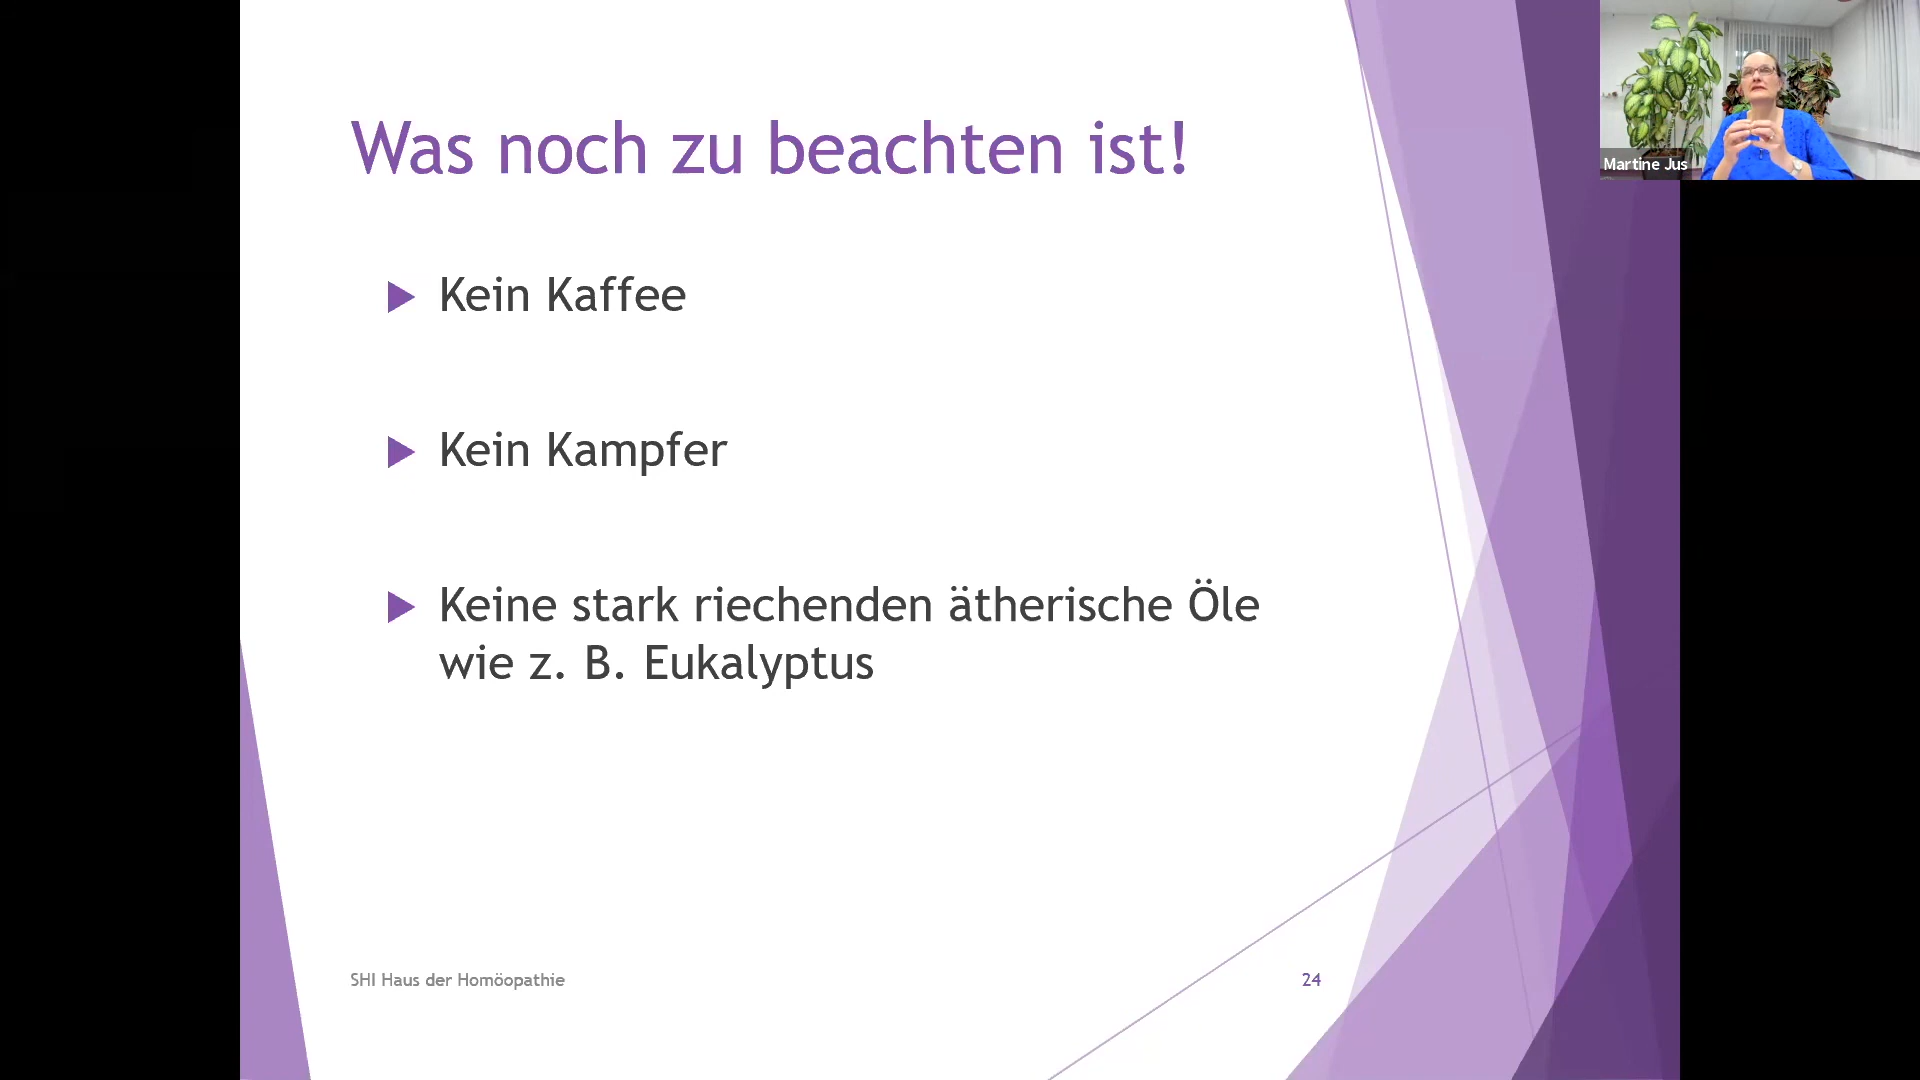 Was noch zu beachten ist!
Martine Jus
Kein Kaffee
Kein Kampfer
Keine stark riechenden ätherische Öle
wie z. B. Eukalyptus
SHI Haus der Homöopathie
24